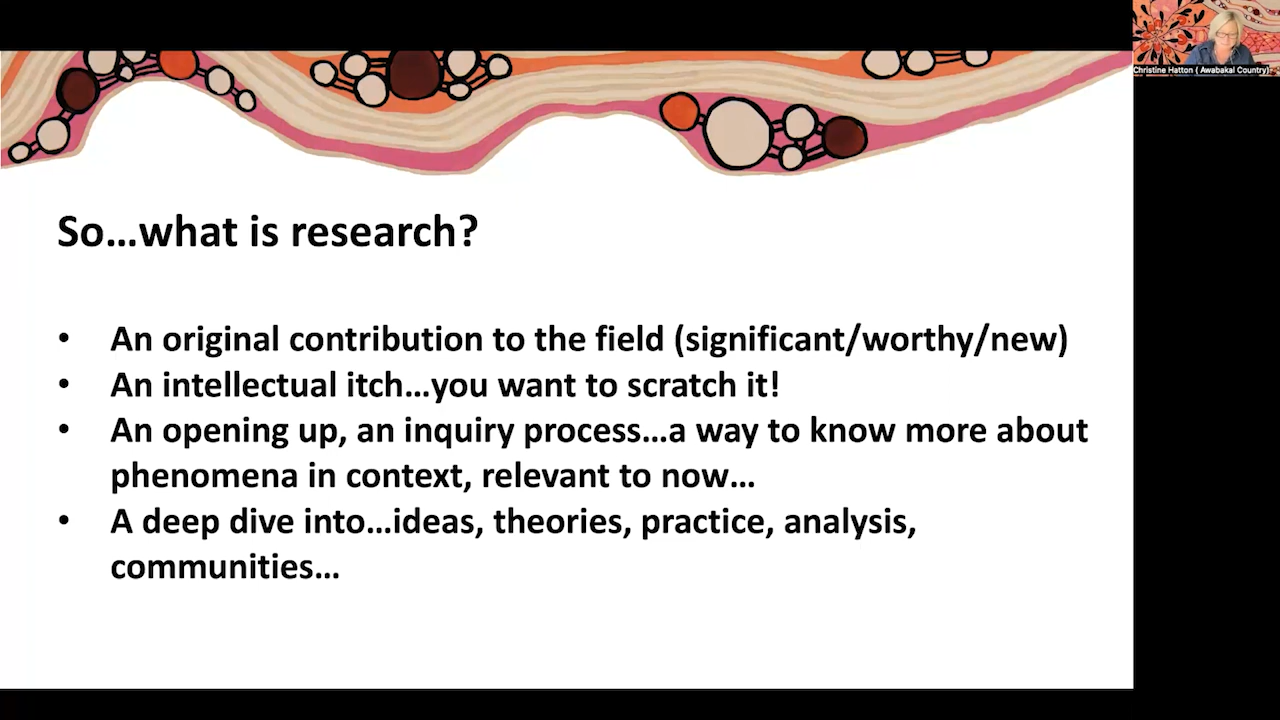 Christine Hatton ( Awabakal Country)
So...what is research?
• An original contribution to the field (significant/worthy/new)
• An intellectual itch...you want to scratch it!
• An opening up, an inquiry process...a way to know more about
phenomena in context, relevant to now...
• A deep dive into...ideas, theories, practice, analysis,
communities...